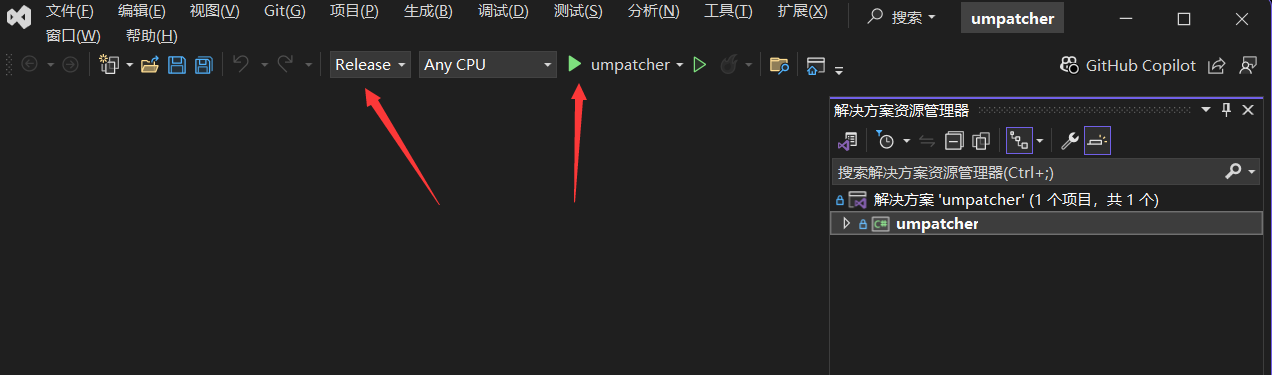 文件(F) 编辑(E) 视图(V) Git(G) 项目(P) 生成(B) 调试(D) 测试(S) 分析(N) 工具(T) 扩展(X) 搜索 umpatcher
窗口(W) 帮助(H)
Release Any CPU umpatcher GitHub Copilot
解决方案资源管理器
搜索解决方案资源管理器(Ctrl+;)
解决方案 'umpatcher' (1 个项目，共 1 个)
C# umpatcher